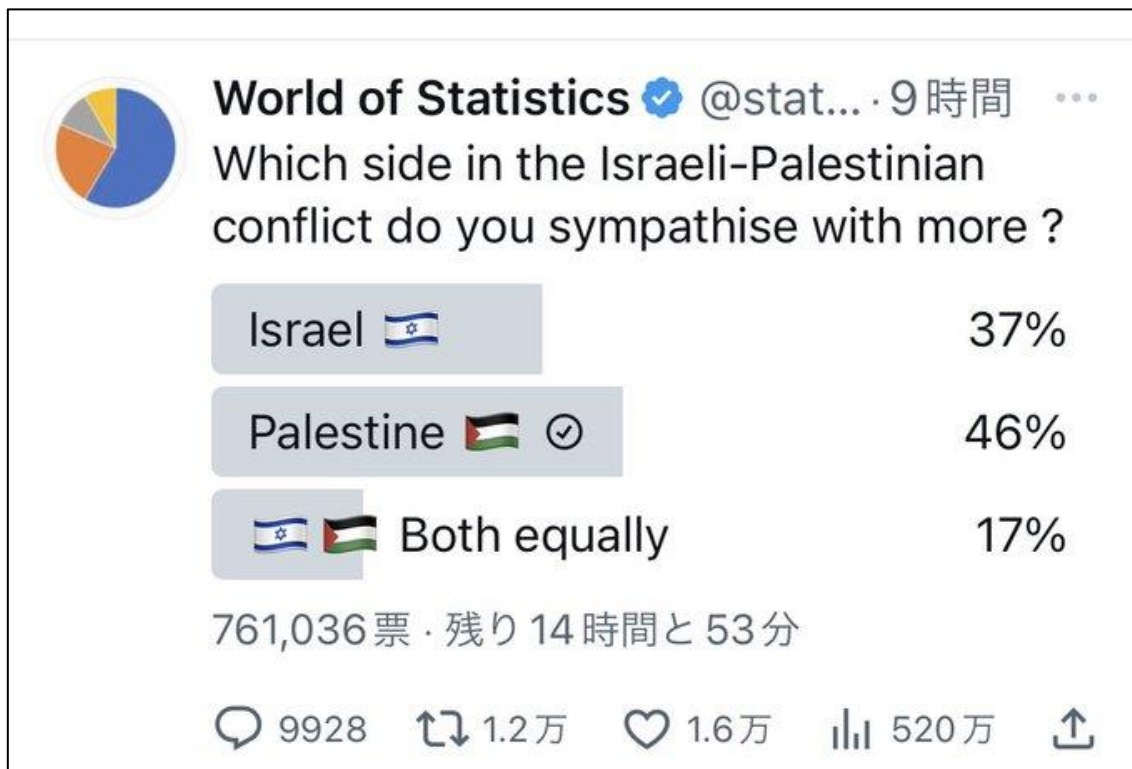 World of Statistics @stat... · 9時間
Which side in the Israeli-Palestinian
conflict do you sympathise with more ?
Israel 🇮🇱 37%
Palestine 🇵🇸 46%
🇮🇱 🇵🇸 Both equally 17%
761,036票 · 残り14時間と53分
9928 1.2万 1.6万 520万